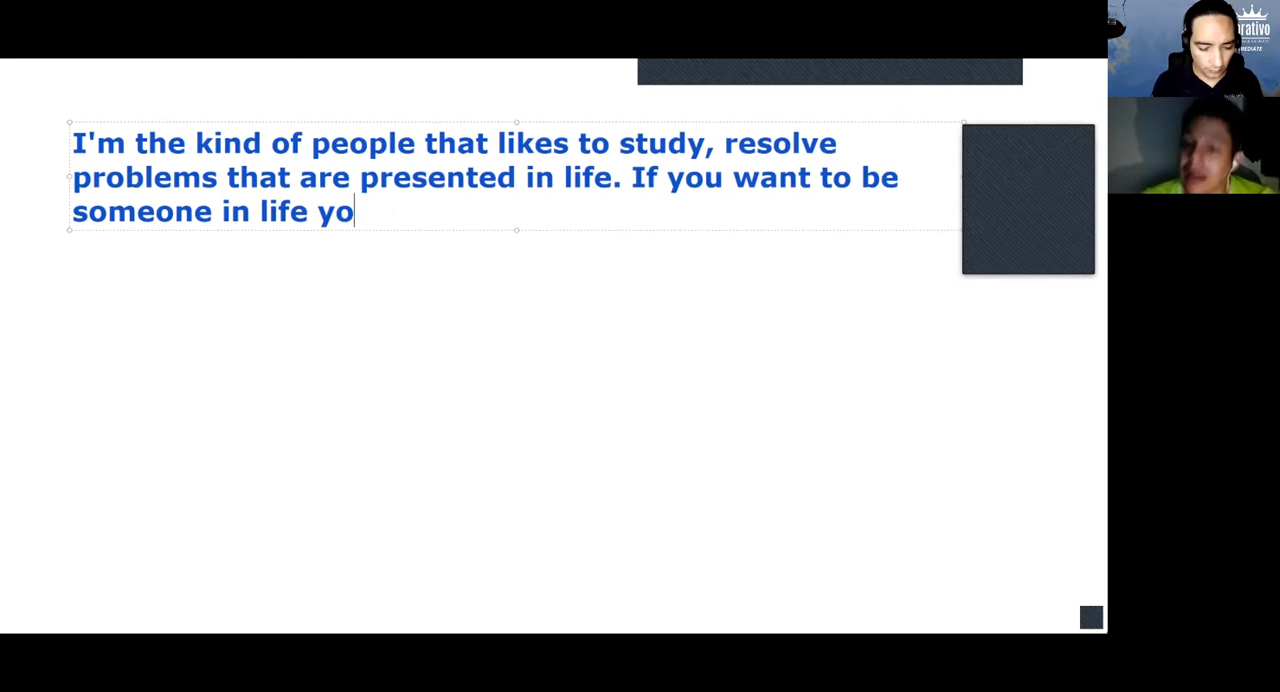 I'm the kind of people that likes to study, resolve
problems that are presented in life. If you want to be
someone in life yo